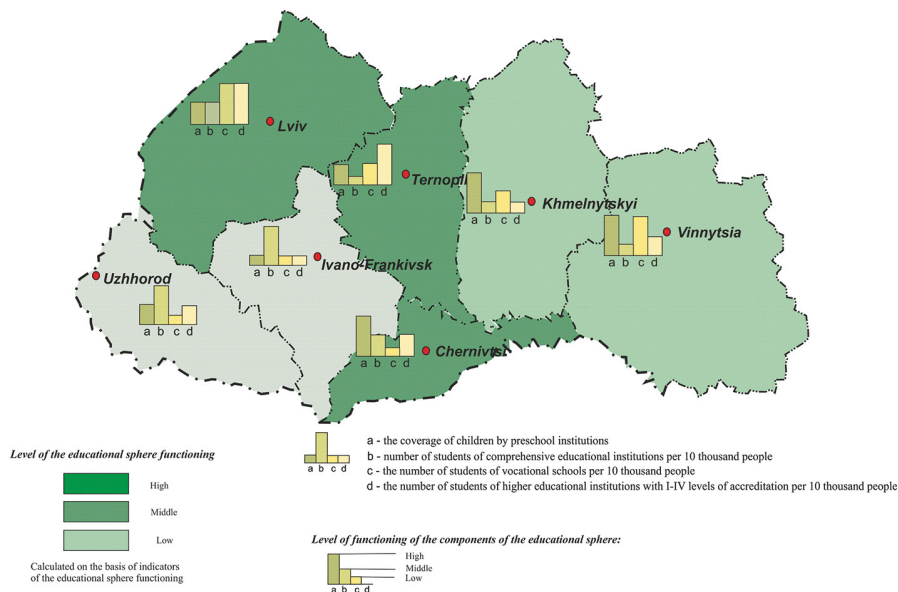 Lviv
a b c d
Ternopil
a b c d
Khmelnytskyi
a b c d
Vinnytsia
a b c d
Ivano-Frankivsk
a b c d
Uzhhorod
a b c d
Chernivtsi
a b c d
Level of the educational sphere functioning
High
Middle
Low
Calculated on the basis of indicators
of the educational sphere functioning
a b c d
a - the coverage of children by preschool institutions
b - number of students of comprehensive educational institutions per 10 thousand people
c - the number of students of vocational schools per 10 thousand people
d - the number of students of higher educational institutions with I-IV levels of accreditation per 10 thousand people
Level of functioning of the components of the educational sphere:
High
Middle
Low
a b c d